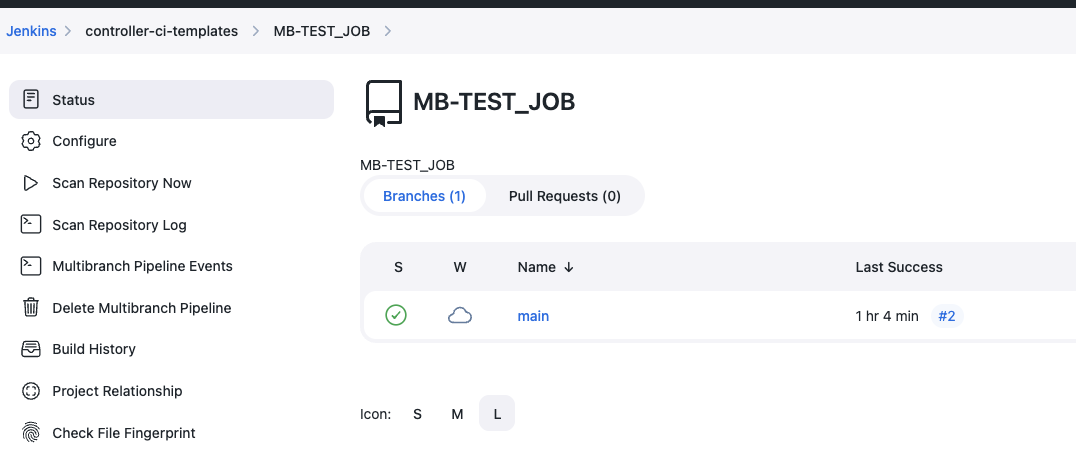 Jenkins > controller-ci-templates > MB-TEST_JOB >
Status
Configure
Scan Repository Now
Scan Repository Log
Multibranch Pipeline Events
Delete Multibranch Pipeline
Build History
Project Relationship
Check File Fingerprint
MB-TEST_JOB
MB-TEST_JOB
Branches (1) Pull Requests (0)
S W Name ↓ Last Success
main 1 hr 4 min #2
Icon: S M L